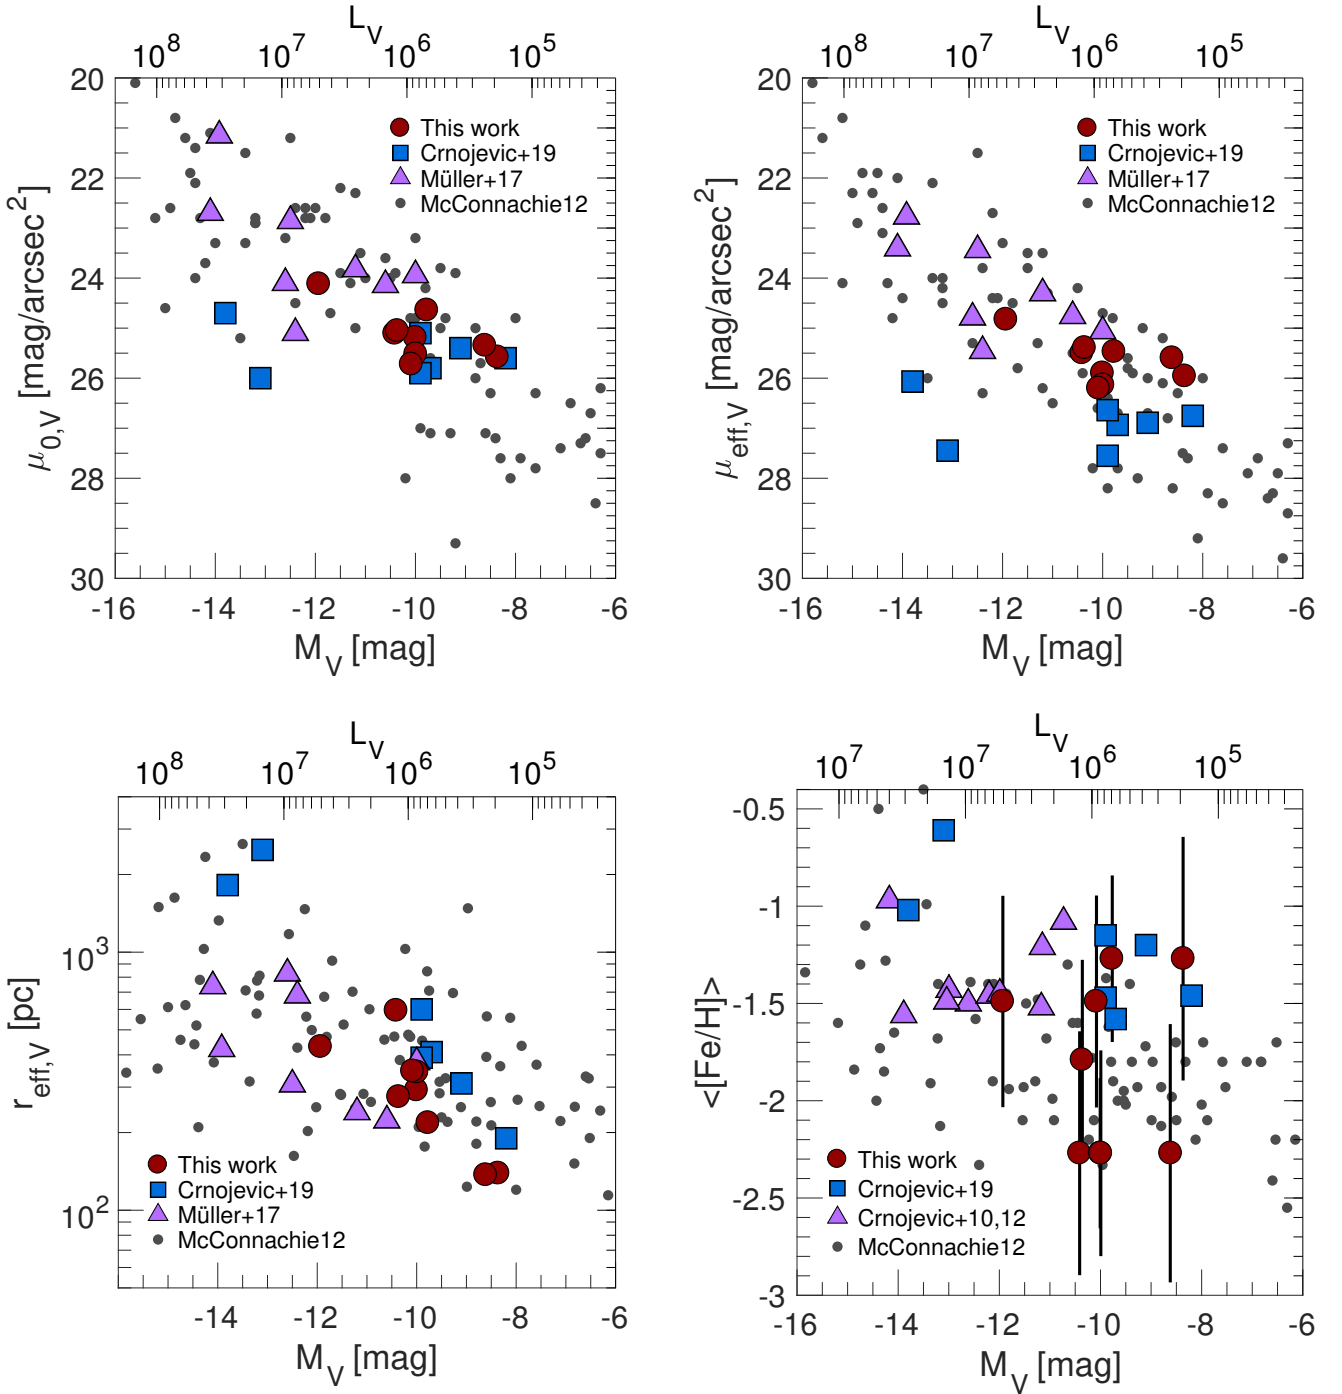 L_V
10^8 10^7 10^6 10^5
20
22
24
26
28
30
μ_{0,V} [mag/arcsec^2]
This work
Crnojevic+19
Müller+17
McConnachie12
-16 -14 -12 -10 -8 -6
M_V [mag]
L_V
10^8 10^7 10^6 10^5
20
22
24
26
28
30
μ_{eff,V} [mag/arcsec^2]
This work
Crnojevic+19
Müller+17
McConnachie12
-16 -14 -12 -10 -8 -6
M_V [mag]
L_V
10^8 10^7 10^6 10^5
10^3
10^2
r_{eff,V} [pc]
This work
Crnojevic+19
Müller+17
McConnachie12
-14 -12 -10 -8 -6
M_V [mag]
L_V
10^7 10^7 10^6 10^5
-0.5
-1
-1.5
-2
-2.5
-3
<[Fe/H]>
This work
Crnojevic+19
Crnojevic+10,12
McConnachie12
-16 -14 -12 -10 -8 -6
M_V [mag]